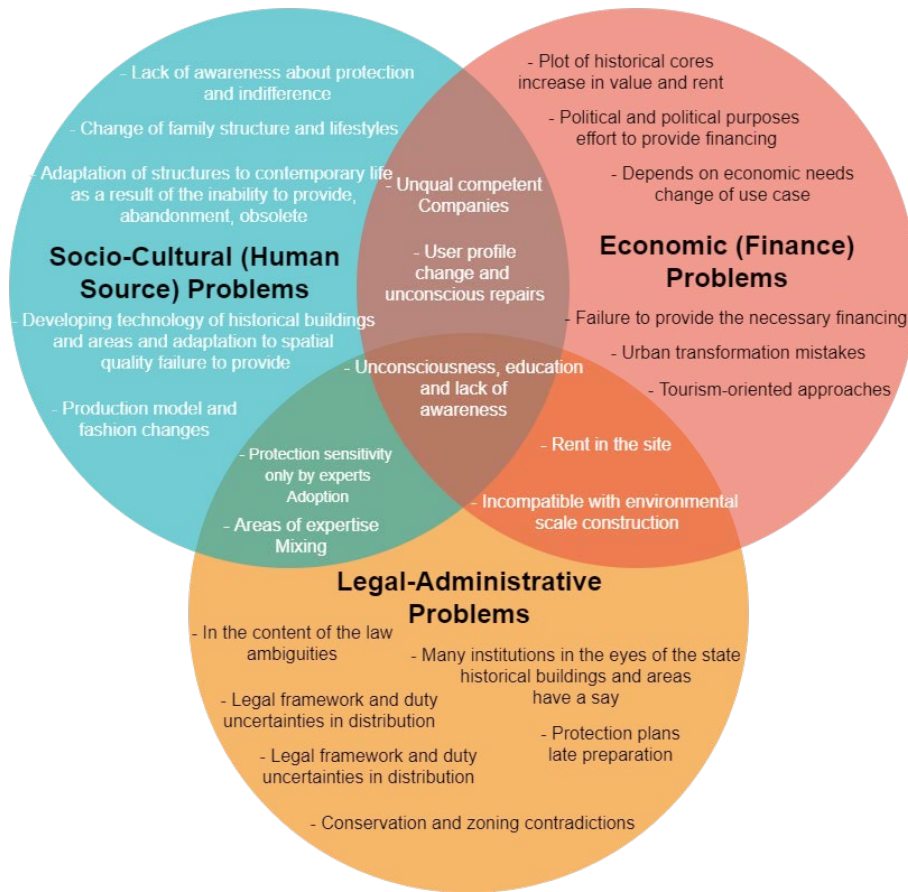 - Lack of awareness about protection
and indifference
- Change of family structure and lifestyles
- Adaptation of structures to contemporary life
as a result of the inability to provide,
abandonment, obsolete
Socio-Cultural (Human
Source) Problems
- Developing technology of historical buildings
and areas and adaptation to spatial
quality failure to provide
- Production model and
fashion changes
- Unqual competent
Companies
- User profile
change and
unconscious repairs
- Unconsciousness, education
and lack of
awareness
- Plot of historical cores
increase in value and rent
- Political and political purposes
effort to provide financing
- Depends on economic needs
change of use case
Economic (Finance)
Problems
- Failure to provide the necessary financing
- Urban transformation mistakes
- Tourism-oriented approaches
- Protection sensitivity
only by experts
Adoption
- Areas of expertise
Mixing
- Rent in the site
- Incompatible with environmental
scale construction
Legal-Administrative
Problems
- In the content of the law
ambiguities
- Many institutions in the eyes of the state
historical buildings and areas
have a say
- Legal framework and duty
uncertainties in distribution
- Protection plans
late preparation
- Legal framework and duty
uncertainties in distribution
- Conservation and zoning contradictions